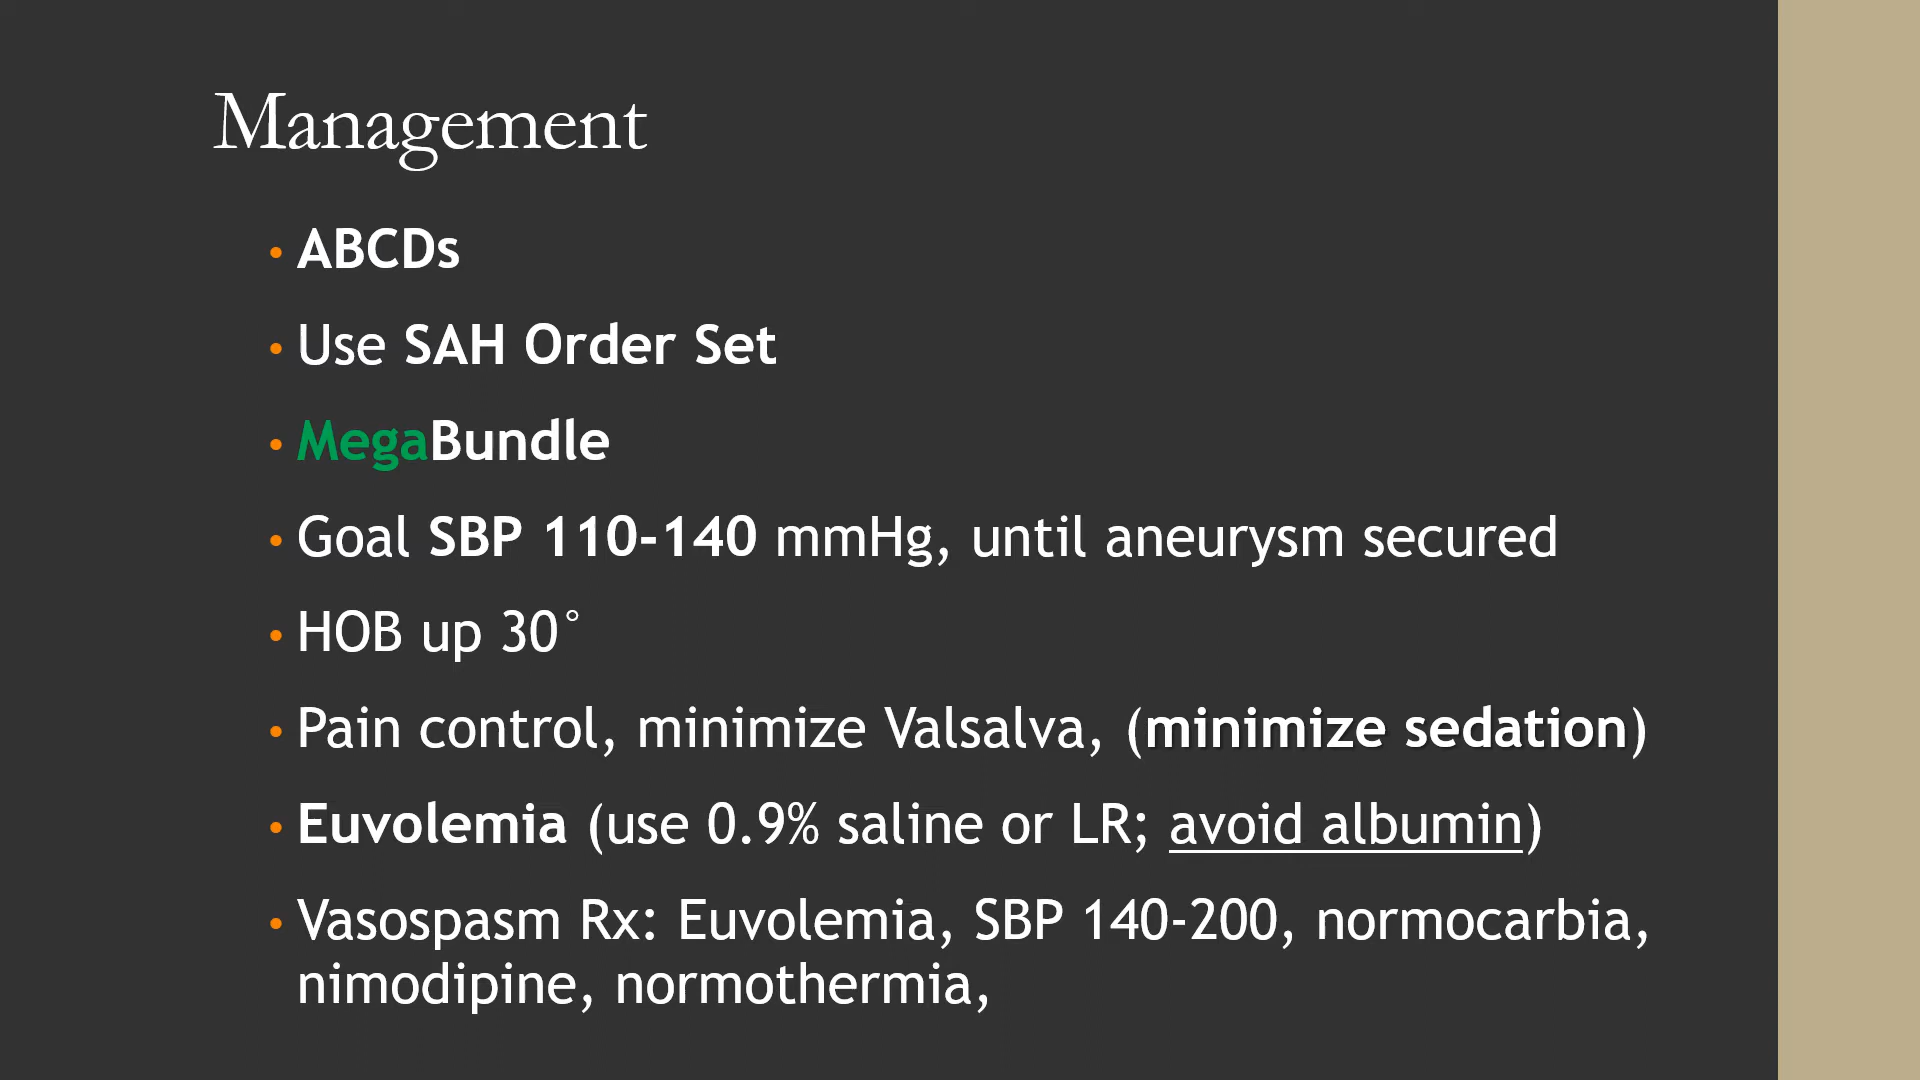 Management
• ABCDs
• Use SAH Order Set
• MegaBundle
• Goal SBP 110-140 mmHg, until aneurysm secured
• HOB up 30°
• Pain control, minimize Valsalva, (minimize sedation)
• Euvolemia (use 0.9% saline or LR; avoid albumin)
• Vasospasm Rx: Euvolemia, SBP 140-200, normocarbia,
nimodipine, normothermia,